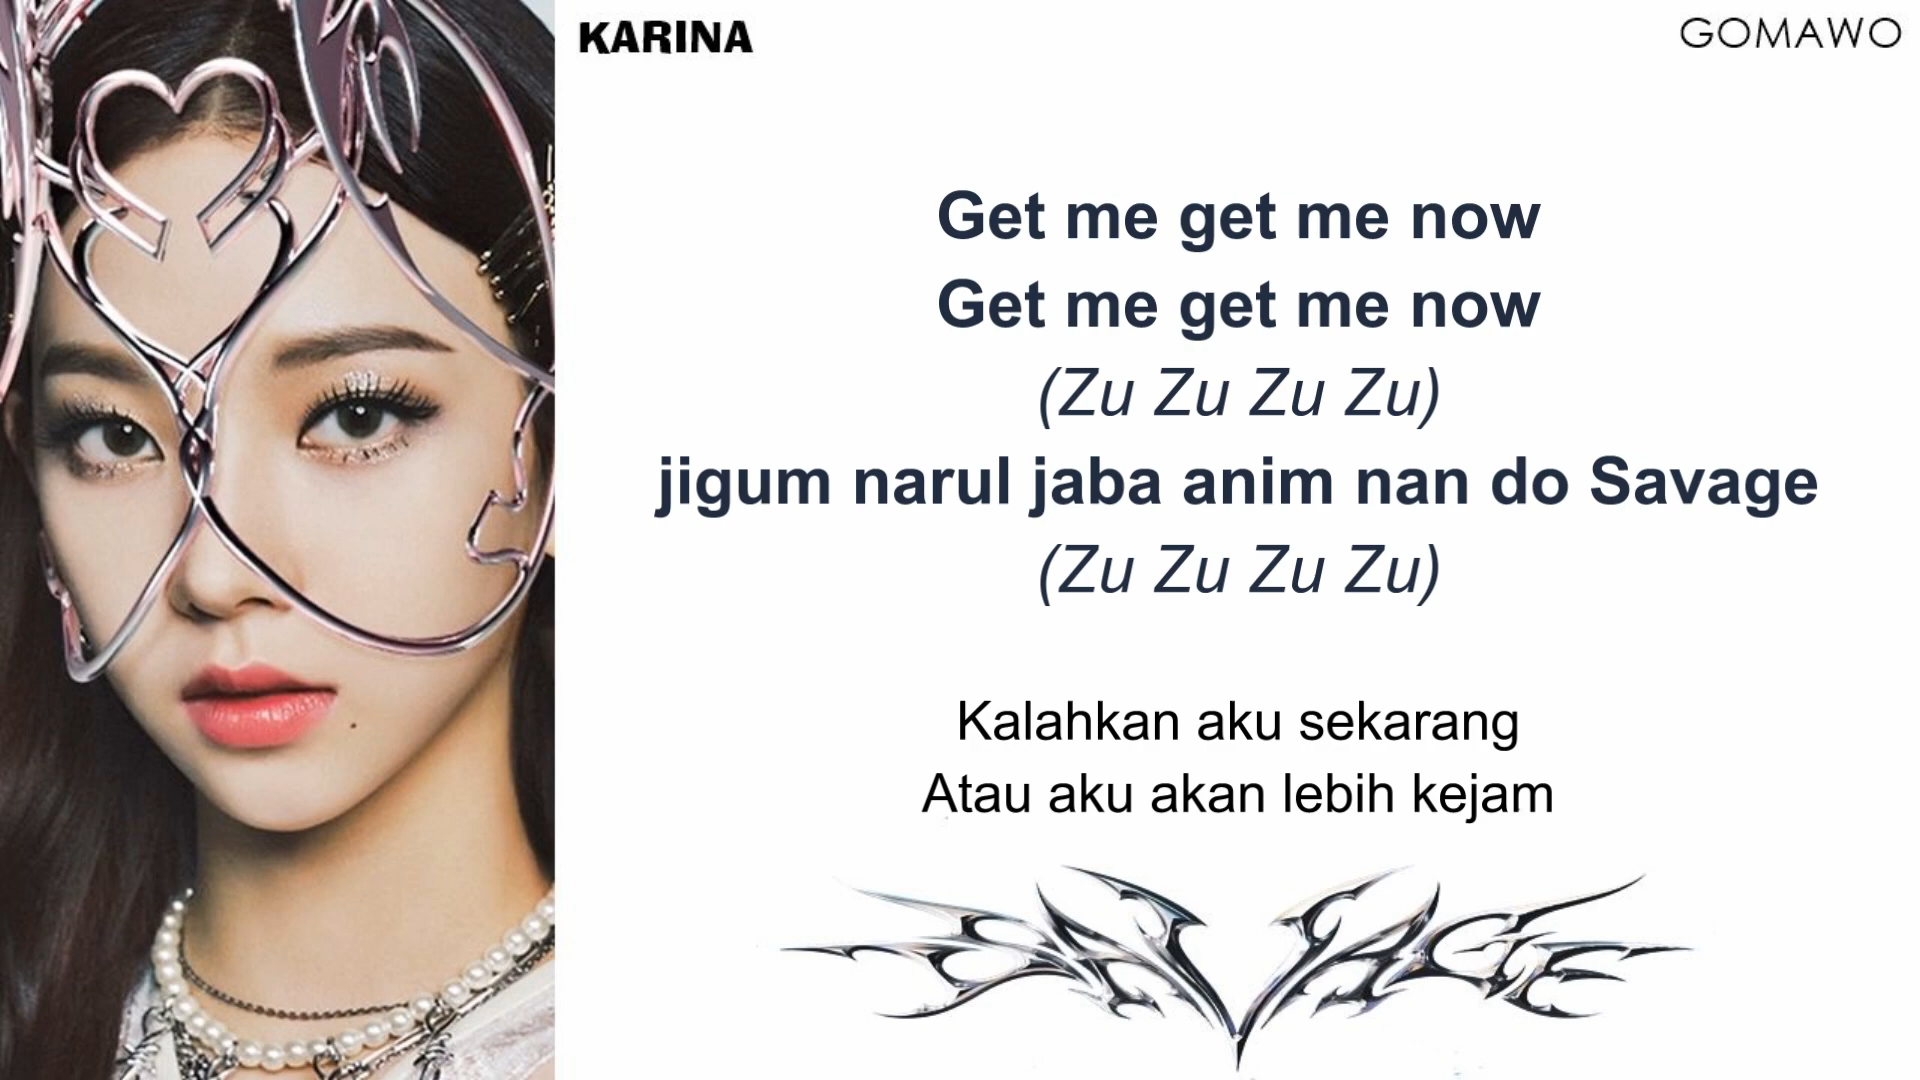 KARINA
GOMAWO
Get me get me now
Get me get me now
(Zu Zu Zu Zu)
jigum narul jaba anim nan do Savage
(Zu Zu Zu Zu)
Kalahkan aku sekarang
Atau aku akan lebih kejam
SAVAGE